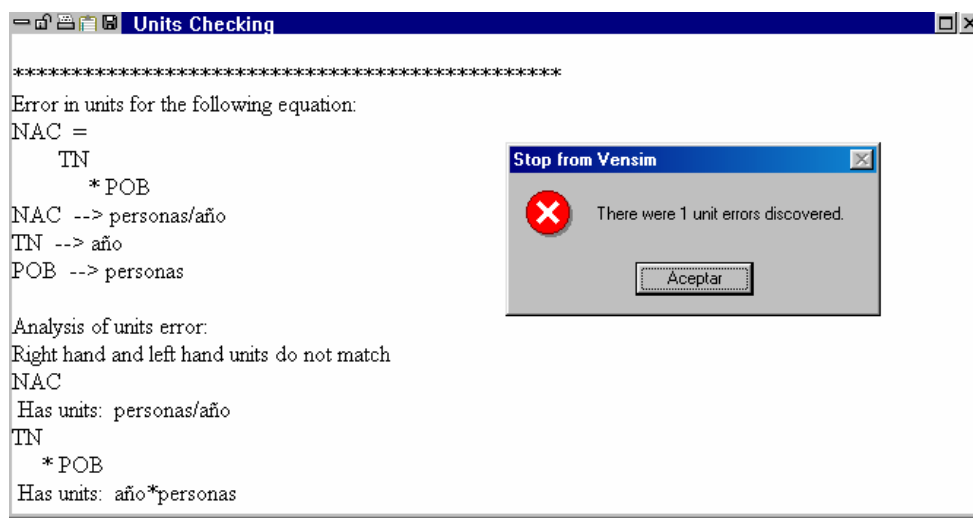 Units Checking
***********************************************
Error in units for the following equation:
NAC =
TN
* POB
NAC --> personas/año
TN --> año
POB --> personas
Analysis of units error:
Right hand and left hand units do not match
NAC
Has units: personas/año
TN
* POB
Has units: año*personas
Stop from Vensim
There were 1 unit errors discovered.
Aceptar